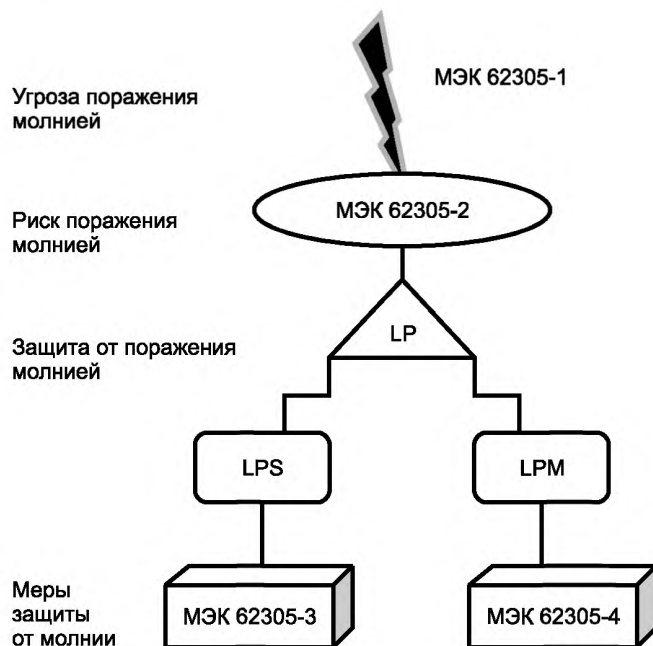 МЭК 62305-1
Угроза поражения
молнией
МЭК 62305-2
Риск поражения
молнией
LP
Защита от поражения
молнией
LPS
LPM
Меры
защиты
от молнии
МЭК 62305-3
МЭК 62305-4